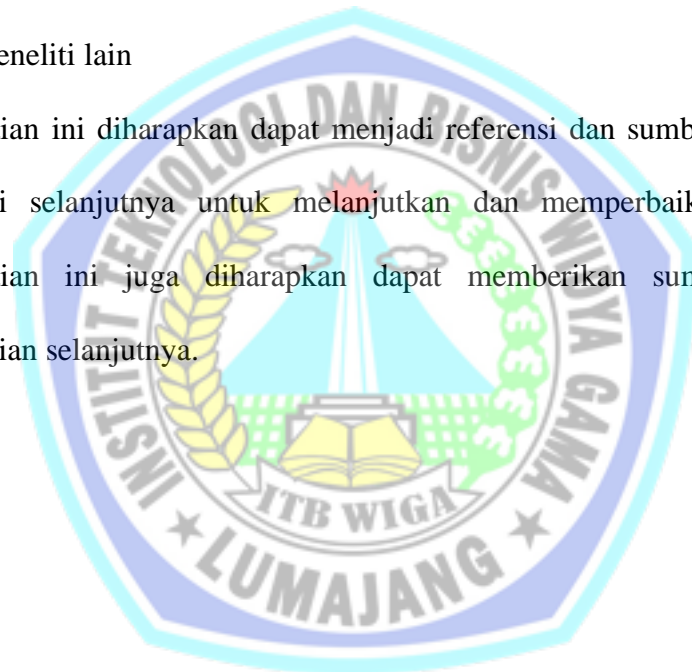 eneliti lain
ian ini diharapkan dapat menjadi referensi dan sumb
i selanjutnya untuk melanjutkan dan memperbaik
ian ini juga diharapkan dapat memberikan sum
ian selanjutnya.
INSTITUT TEKNOLOGI DAN BISNIS WIDYA GAMA
ITB WIGA
LUMAJANG